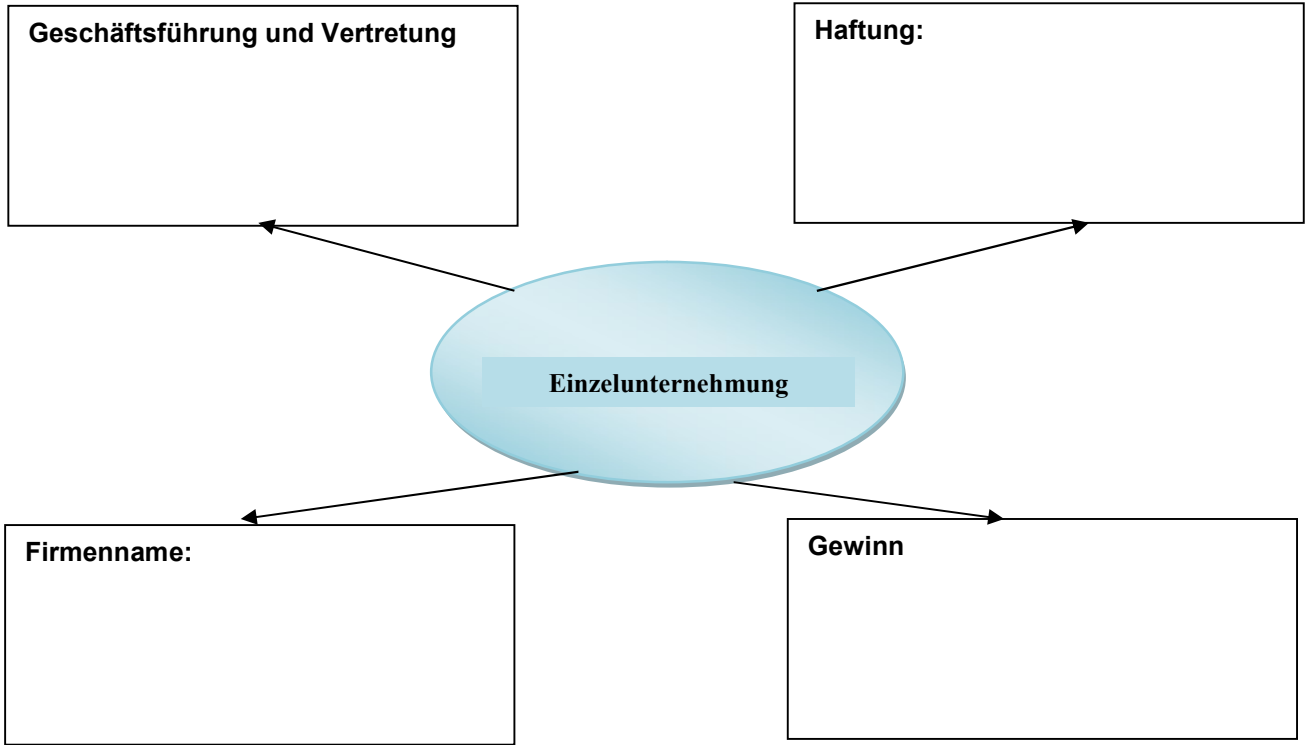 Geschäftsführung und Vertretung
Haftung:
Einzelunternehmung
Firmenname:
Gewinn